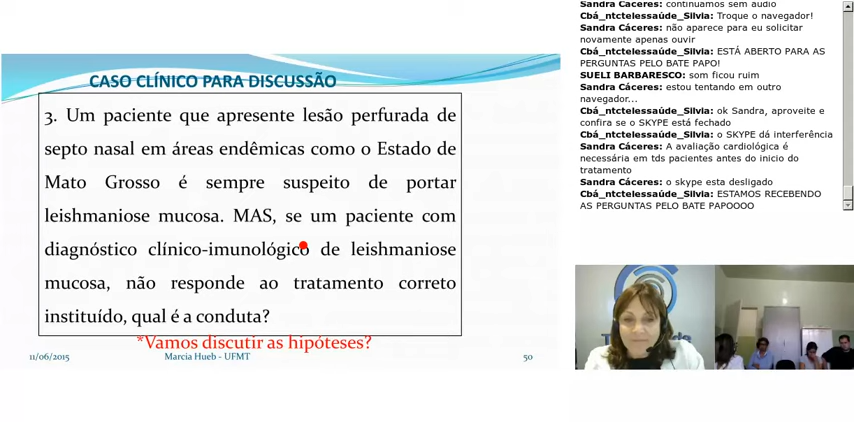 CASO CLÍNICO PARA DISCUSSÃO
3. Um paciente que apresente lesão perfurada de
septo nasal em áreas endêmicas como o Estado de
Mato Grosso é sempre suspeito de portar
leishmaniose mucosa. MAS, se um paciente com
diagnóstico clínico-imunológico de leishmaniose
mucosa, não responde ao tratamento correto
instituído, qual é a conduta?
*Vamos discutir as hipóteses?
11/06/2015 Marcia Hueb - UFMT 50
Sandra Cáceres: continuamos sem audio
Cbá_ntctelessaúde_Silvia: Troque o navegador!
Sandra Cáceres: não aparece para eu solicitar
novamente apenas ouvir
Cbá_ntctelessaúde_Silvia: ESTÁ ABERTO PARA AS
PERGUNTAS PELO BATE PAPO!
SUELI BARBARESCO: som ficou ruim
Sandra Cáceres: estou tentando em outro
navegador...
Cbá_ntctelessaúde_Silvia: ok Sandra, aproveite e
confira se o SKYPE está fechado
Cbá_ntctelessaúde_Silvia: o SKYPE dá interferência
Sandra Cáceres: A avaliação cardiológica é
necessária em tds pacientes antes do inicio do
tratamento
Sandra Cáceres: o skype esta desligado
Cbá_ntctelessaúde_Silvia: ESTAMOS RECEBENDO
AS PERGUNTAS PELO BATE PAPOOOO